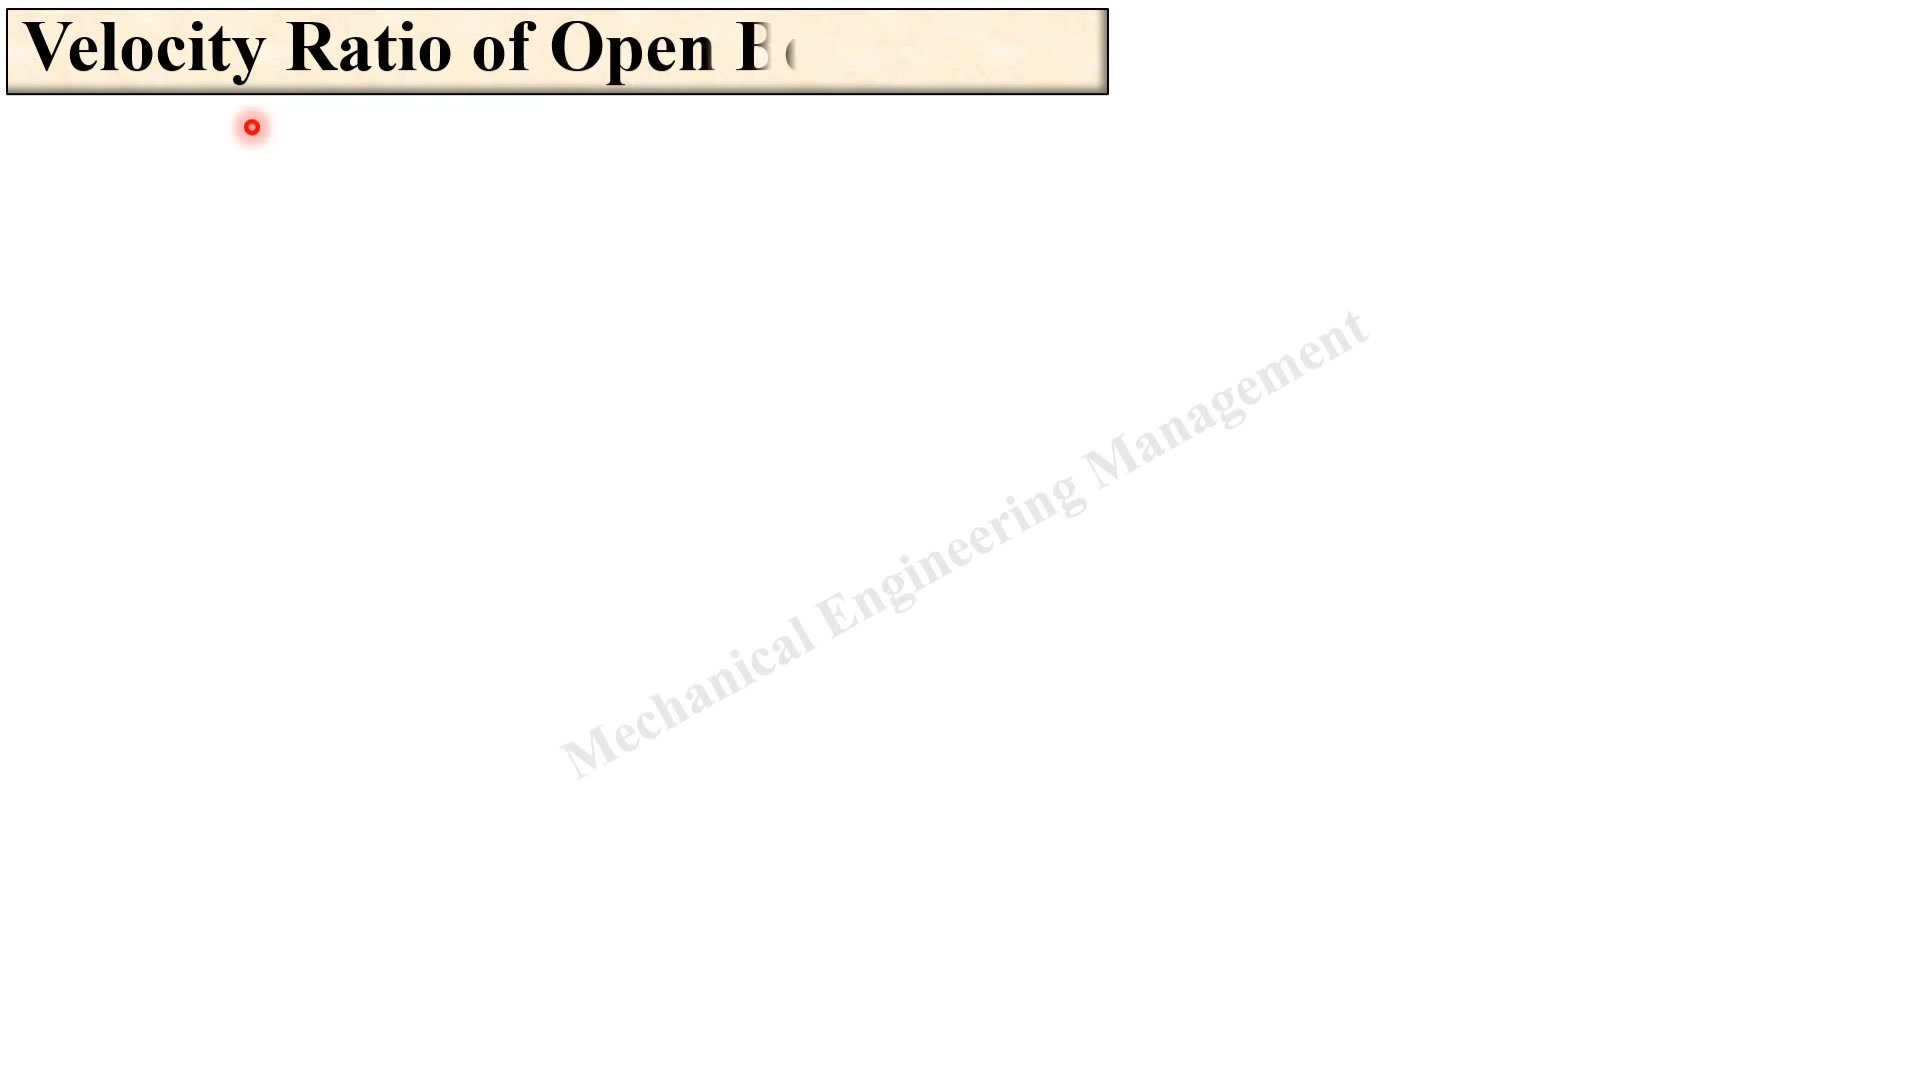 Velocity Ratio of Open B
Mechanical Engineering Management